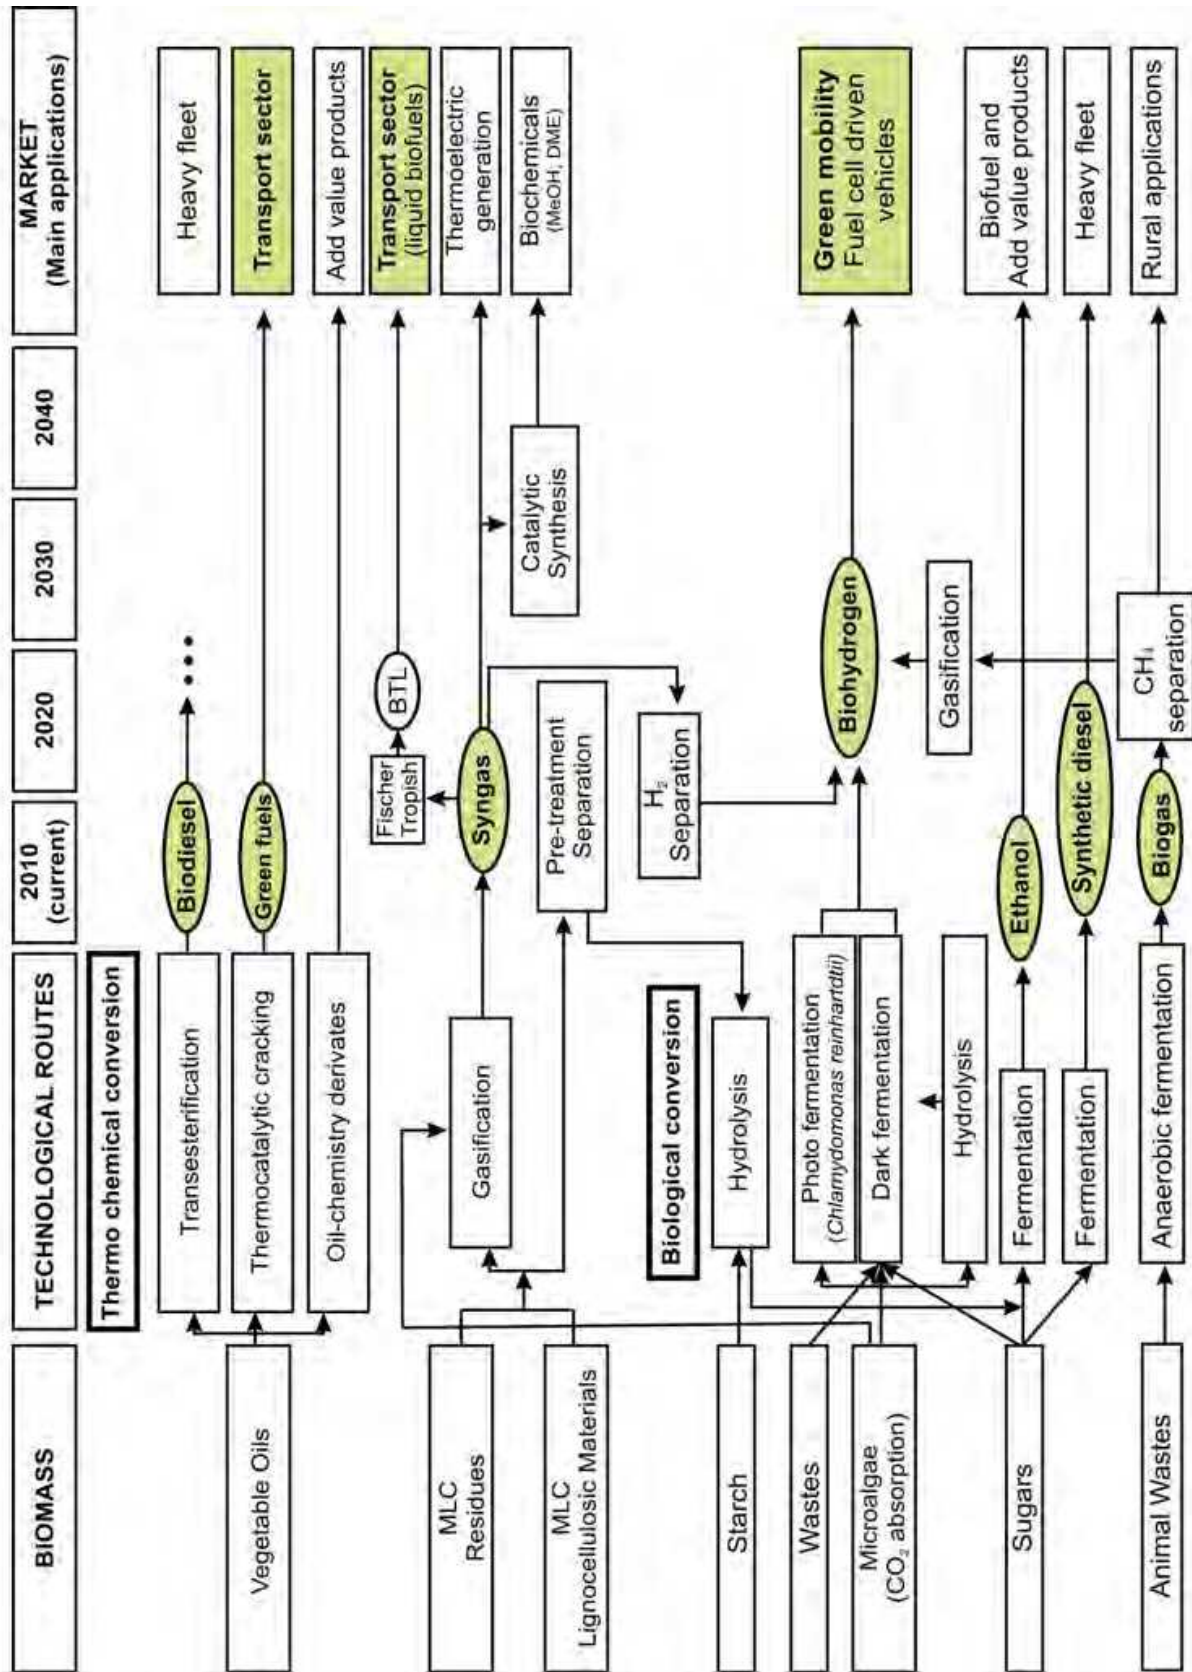 BIOMASS
TECHNOLOGICAL ROUTES
2010
(current)
2020
2030
2040
MARKET
(Main applications)
Thermo chemical conversion
Vegetable Oils
Transesterification
Biodiesel
Heavy fleet
Thermocatalytic cracking
Green fuels
Transport sector
Oil-chemistry derivates
Add value products
MLC
Residues
MLC
Lignocellulosic Materials
Gasification
Fischer
Tropish
BTL
Transport sector
(liquid biofuels)
Syngas
Thermoelectric
generation
Catalytic
Synthesis
Biochemicals
(MeOH, DME)
Pre-treatment
Separation
H₂
Separation
Biological conversion
Starch
Hydrolysis
Wastes
Microalgae
(CO₂ absorption)
Photo fermentation
(Chlamydomonas reinhartdtii)
Dark fermentation
Biohydrogen
Green mobility
Fuel cell driven
vehicles
Hydrolysis
Gasification
Sugars
Fermentation
Ethanol
Biofuel and
Add value products
Fermentation
Synthetic diesel
Heavy fleet
Animal Wastes
Anaerobic fermentation
Biogas
CH₄
separation
Rural applications